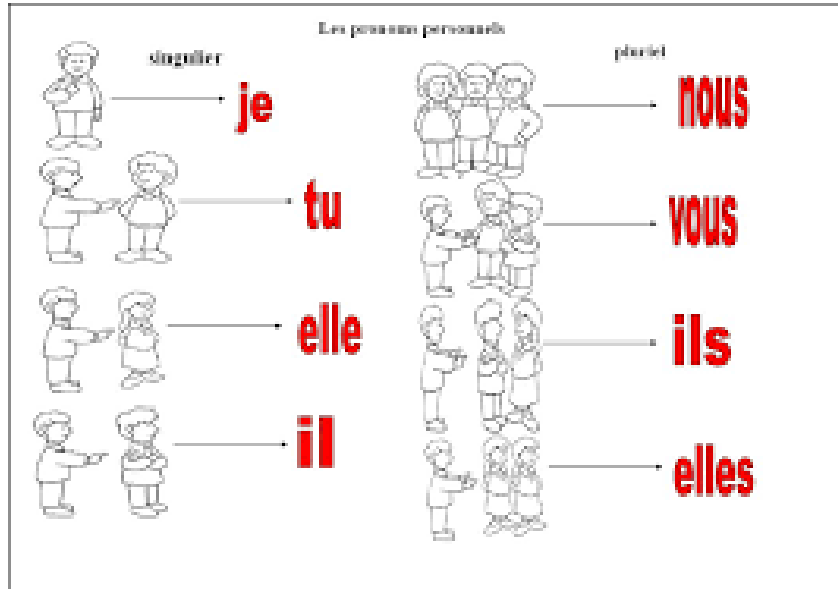 Les pronoms personnels
singulier
je
tu
elle
il
pluriel
nous
vous
ils
elles